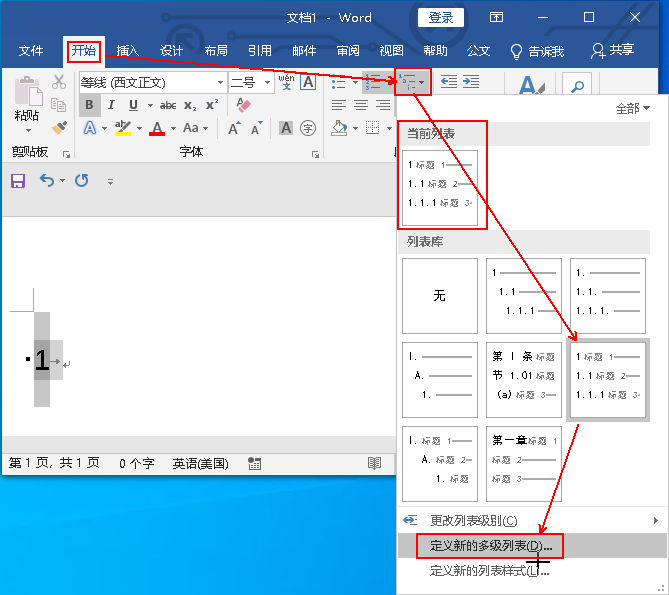 文档1 - Word
登录
文件 开始 插入 设计 布局 引用 邮件 审阅 视图 帮助 公文 告诉我 共享
粘贴
剪贴板
等线 (西文正文) 二号 wén A
B I U abc x₂ x²
A ab A Aa A A A 字
字体
全部
当前列表
1 标题 1
1.1 标题 2
1.1.1 标题 3
列表库
无
1
1.1
1.1.1
1.
1.1.
1.1.1.
I.
A.
1.
第 I 条 标题
节 1.01 标题
(a) 标题 3
1 标题 1
1.1 标题 2
1.1.1 标题 3
I. 标题 1
A. 标题 2
1. 标题
第一章 标题 1
标题 2
标题 3
更改列表级别(C)
定义新的多级列表(D)...
定义新的列表样式(L)...
1
第 1 页, 共 1 页 0 个字 英语(美国)